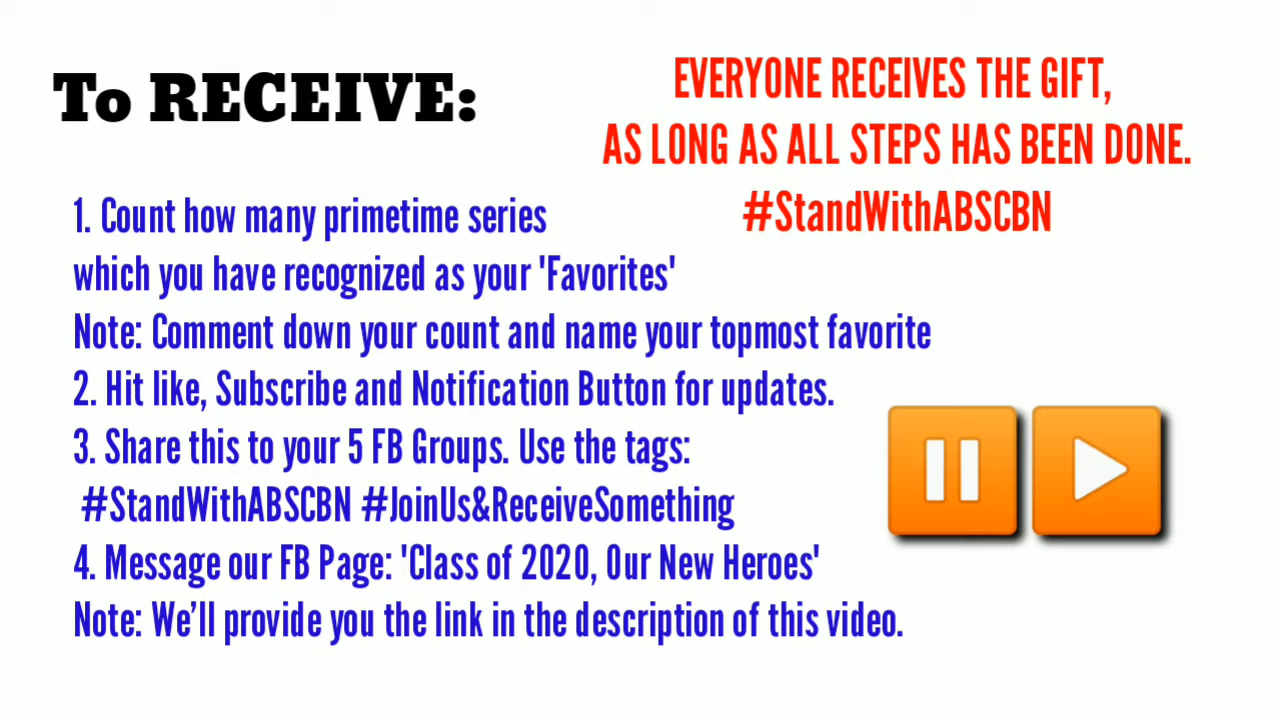 To RECEIVE:
EVERYONE RECEIVES THE GIFT,
AS LONG AS ALL STEPS HAS BEEN DONE.
#StandWithABSCBN
1. Count how many primetime series
which you have recognized as your 'Favorites'
Note: Comment down your count and name your topmost favorite
2. Hit like, Subscribe and Notification Button for updates.
3. Share this to your 5 FB Groups. Use the tags:
#StandWithABSCBN #JoinUs&ReceiveSomething
4. Message our FB Page: 'Class of 2020, Our New Heroes'
Note: We'll provide you the link in the description of this video.